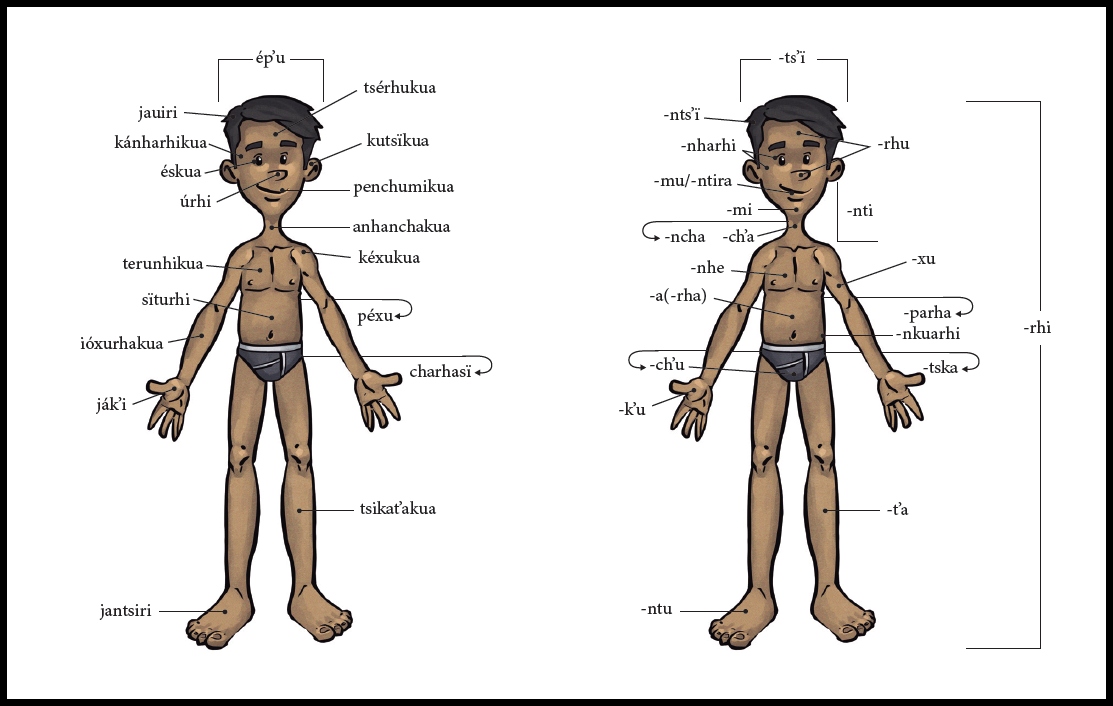 ép'u
tsérhukua
jauiri
kánharhikua
kutsïkua
éskua
penchumikua
úrhi
anhanchakua
kéxukua
terunhikua
sïturhi
péxu
ióxurhakua
charhasï
ják'i
tsikat'akua
jantsiri
-ts'ï
-nts'ï
-nharhi
-rhu
-mu/-ntira
-mi
-nti
-ncha
-ch'a
-xu
-nhe
-a(-rha)
-parha
-rhi
-nkuarhi
-ch'u
-tska
-k'u
-t'a
-ntu